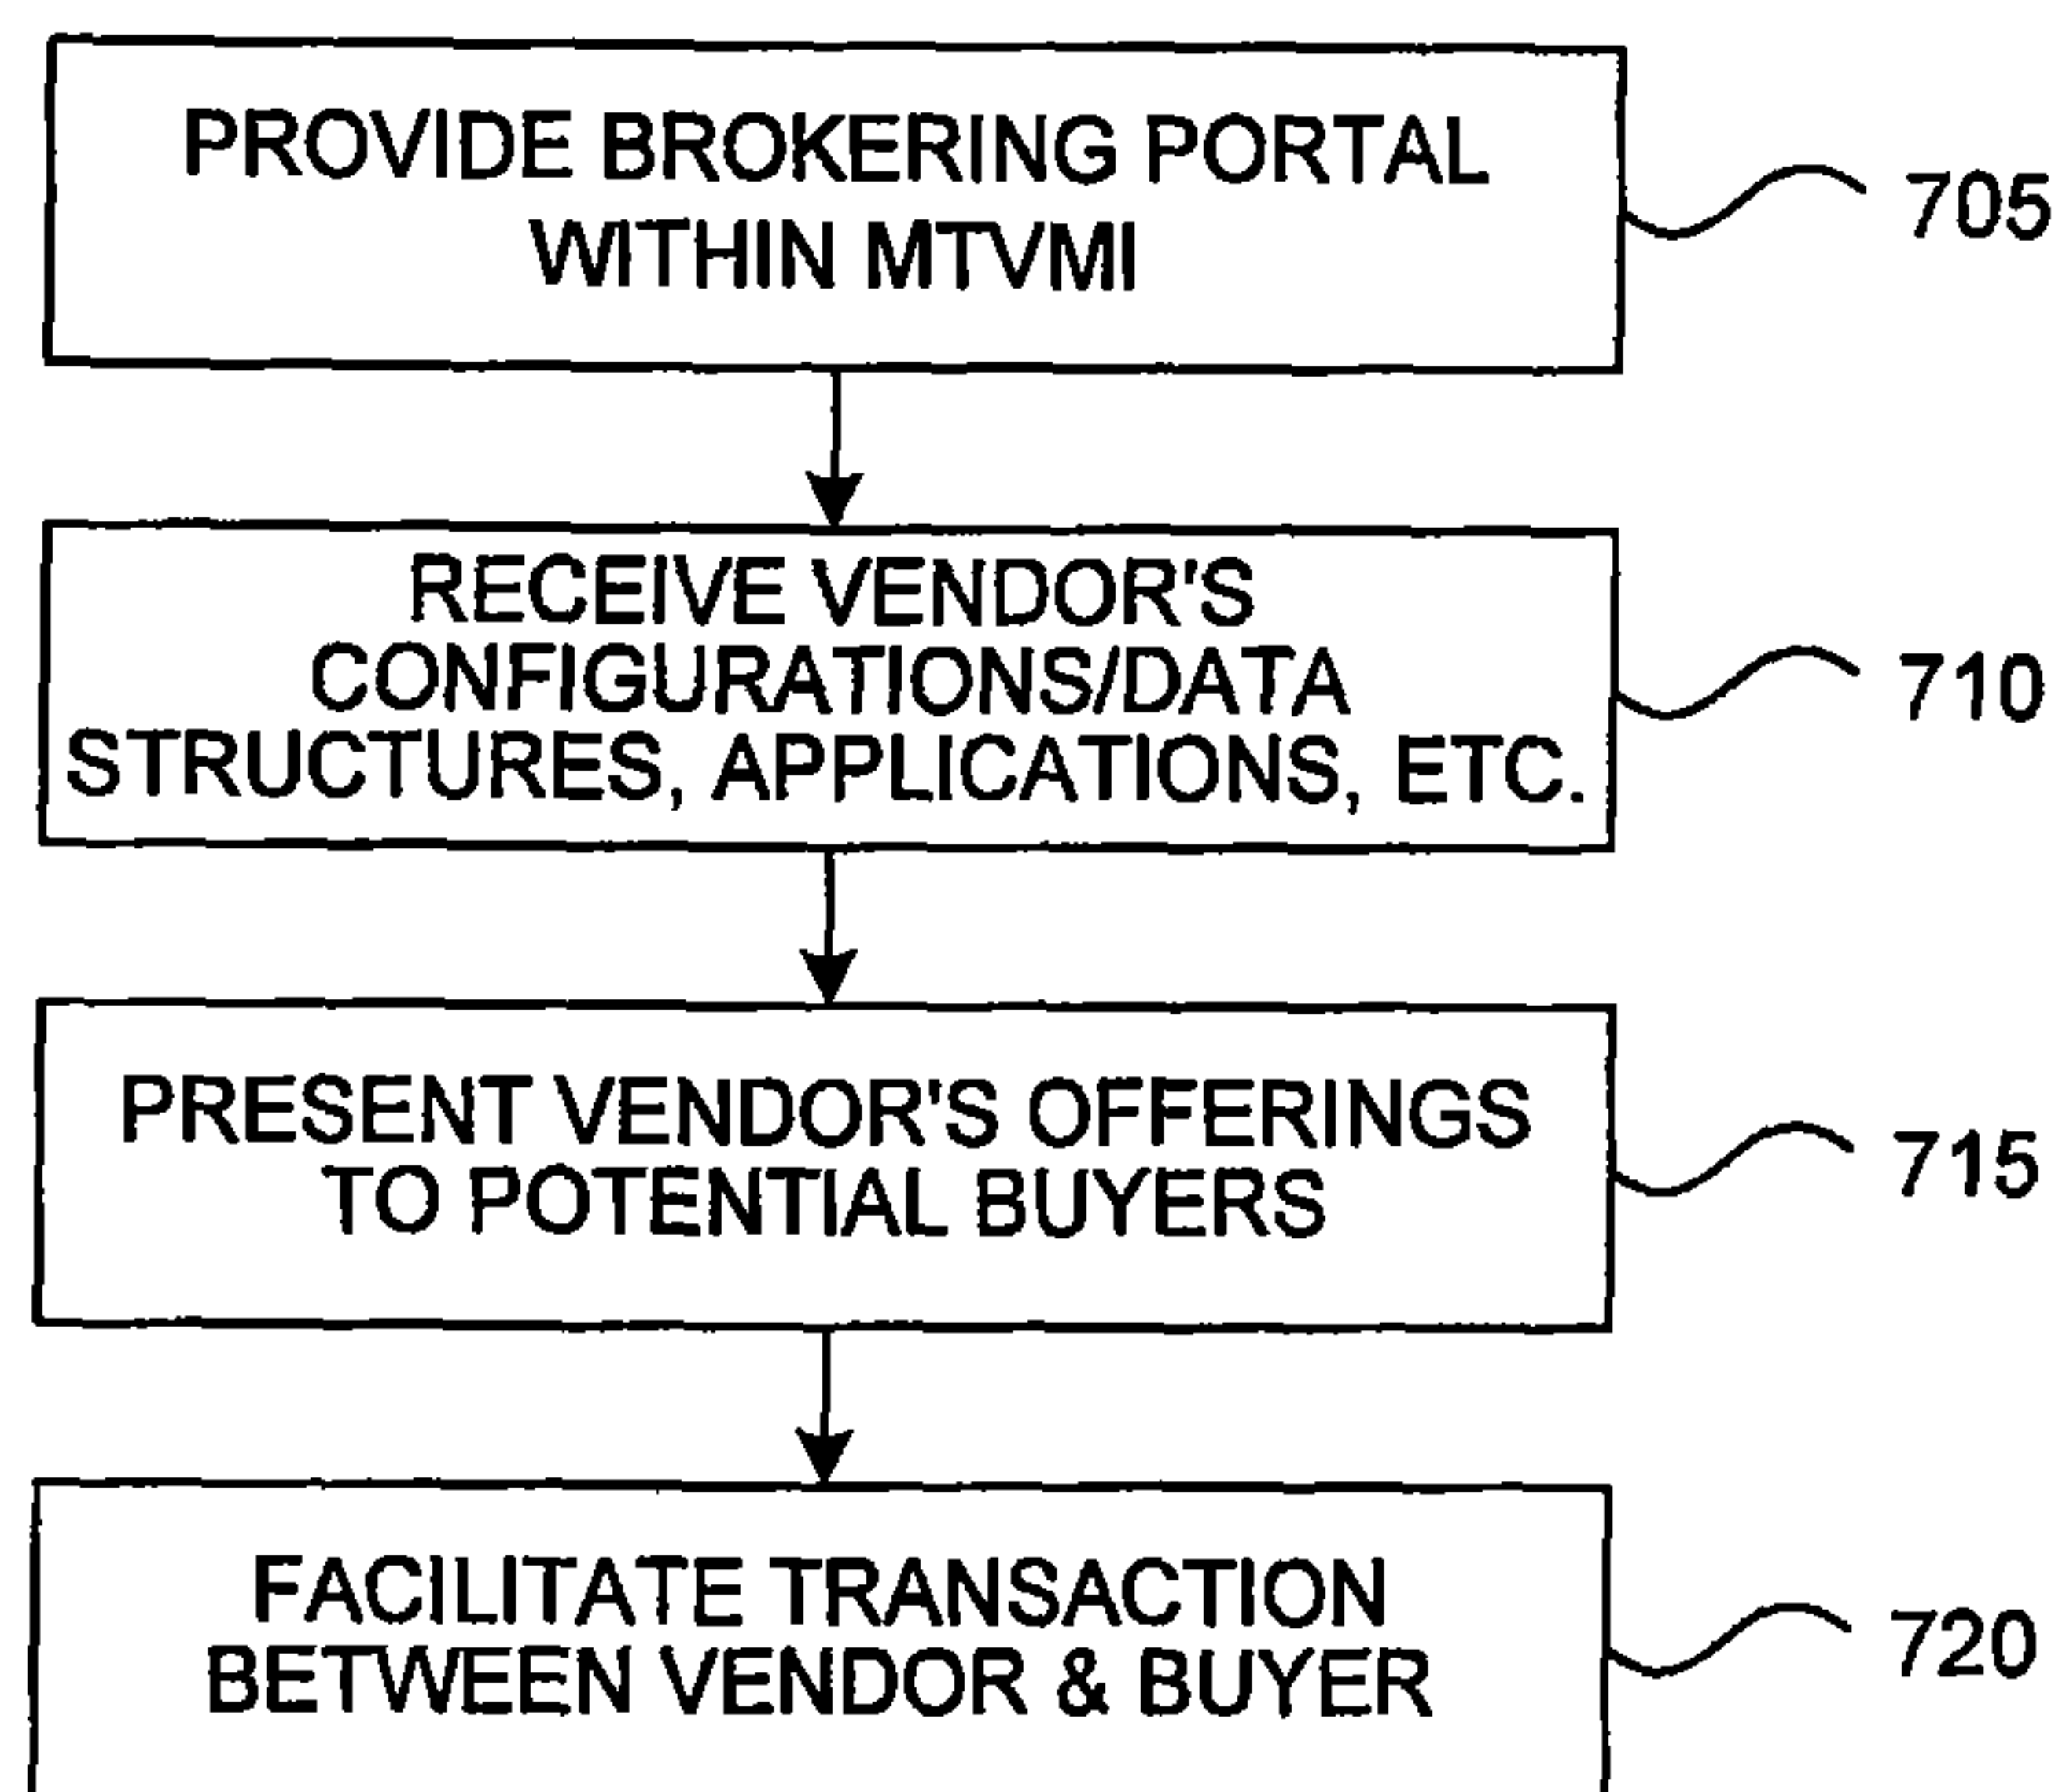 PROVIDE BROKERING PORTAL
WITHIN MTVMI
705
RECEIVE VENDOR'S
CONFIGURATIONS/DATA
STRUCTURES, APPLICATIONS, ETC.
710
PRESENT VENDOR'S OFFERINGS
TO POTENTIAL BUYERS
715
FACILITATE TRANSACTION
BETWEEN VENDOR & BUYER
720